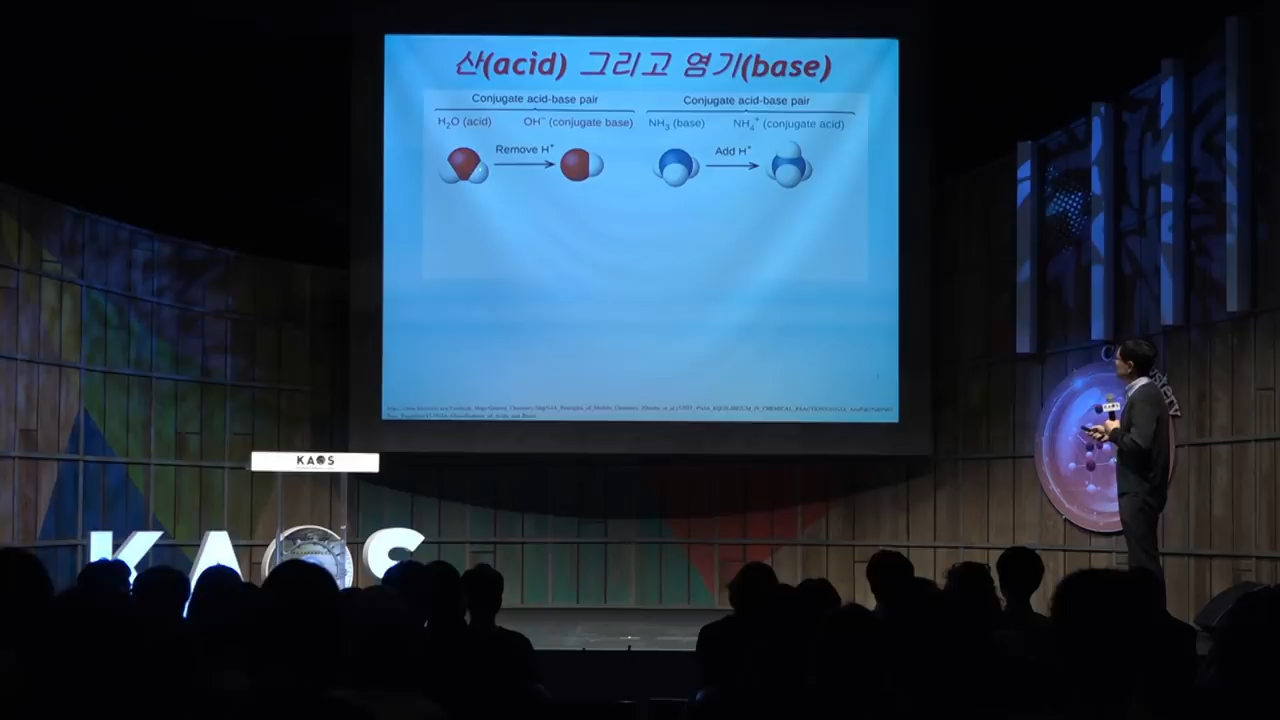 산(acid) 그리고 염기(base)
Conjugate acid-base pair Conjugate acid-base pair
H₂O (acid) OH⁻ (conjugate base) NH₃ (base) NH₄⁺ (conjugate acid)
Remove H⁺ Add H⁺
KAOS
KAOS